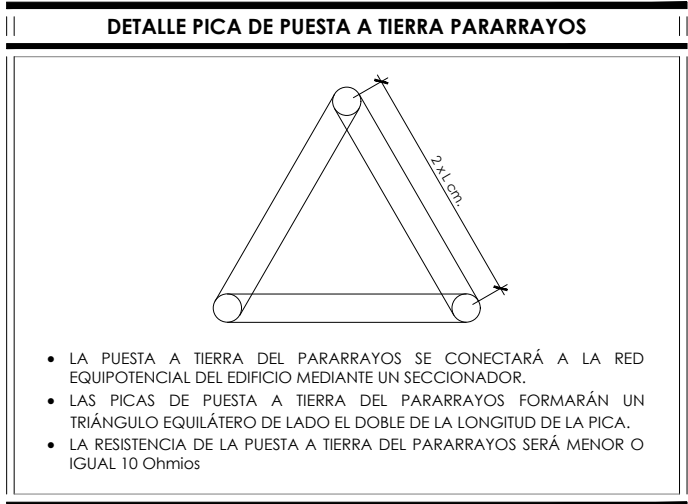 DETALLE PICA DE PUESTA A TIERRA PARARRAYOS
2 x L cm.
• LA PUESTA A TIERRA DEL PARARRAYOS SE CONECTARÁ A LA RED
EQUIPOTENCIAL DEL EDIFICIO MEDIANTE UN SECCIONADOR.
• LAS PICAS DE PUESTA A TIERRA DEL PARARRAYOS FORMARÁN UN
TRIÁNGULO EQUILÁTERO DE LADO EL DOBLE DE LA LONGITUD DE LA PICA.
• LA RESISTENCIA DE LA PUESTA A TIERRA DEL PARARRAYOS SERÁ MENOR O
IGUAL 10 Ohmios